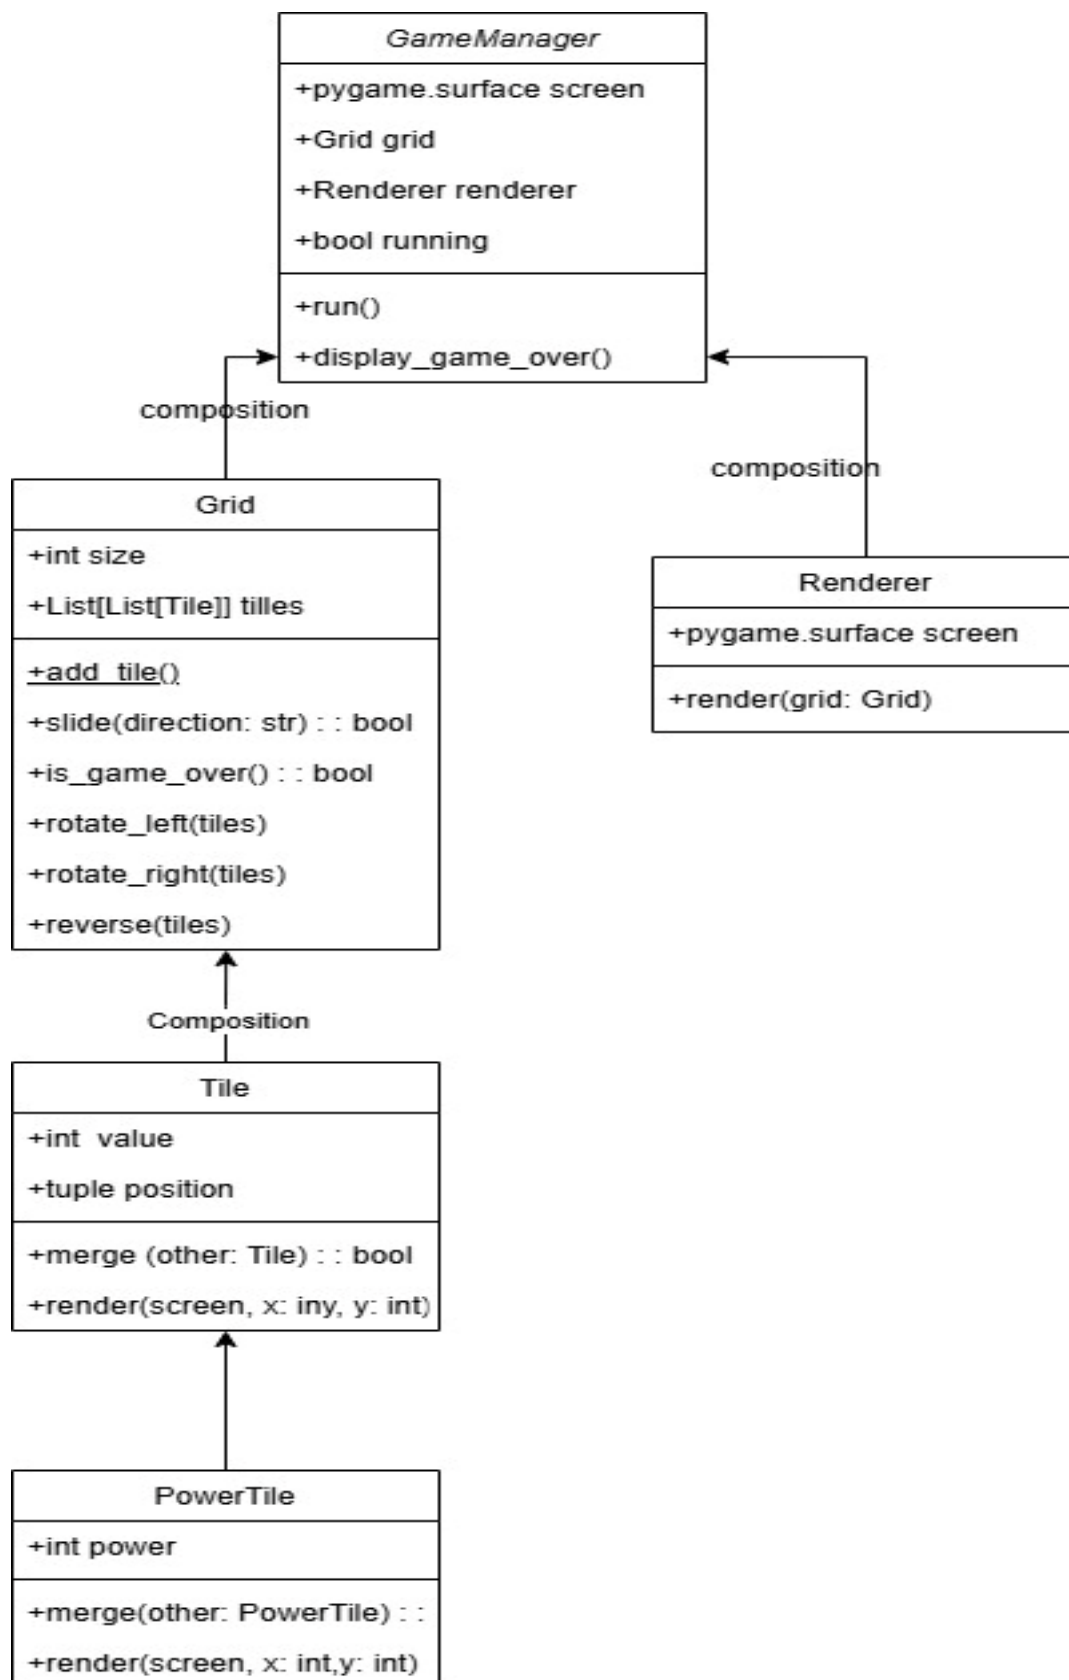 GameManager
+pygame.surface screen
+Grid grid
+Renderer renderer
+bool running
+run()
+display_game_over()
composition
composition
Grid
+int size
+List[List[Tile]] tilles
+add_tile()
+slide(direction: str) : : bool
+is_game_over() : : bool
+rotate_left(tiles)
+rotate_right(tiles)
+reverse(tiles)
Renderer
+pygame.surface screen
+render(grid: Grid)
Composition
Tile
+int  value
+tuple position
+merge (other: Tile) : : bool
+render(screen, x: iny, y: int)
PowerTile
+int power
+merge(other: PowerTile) : :
+render(screen, x: int,y: int)